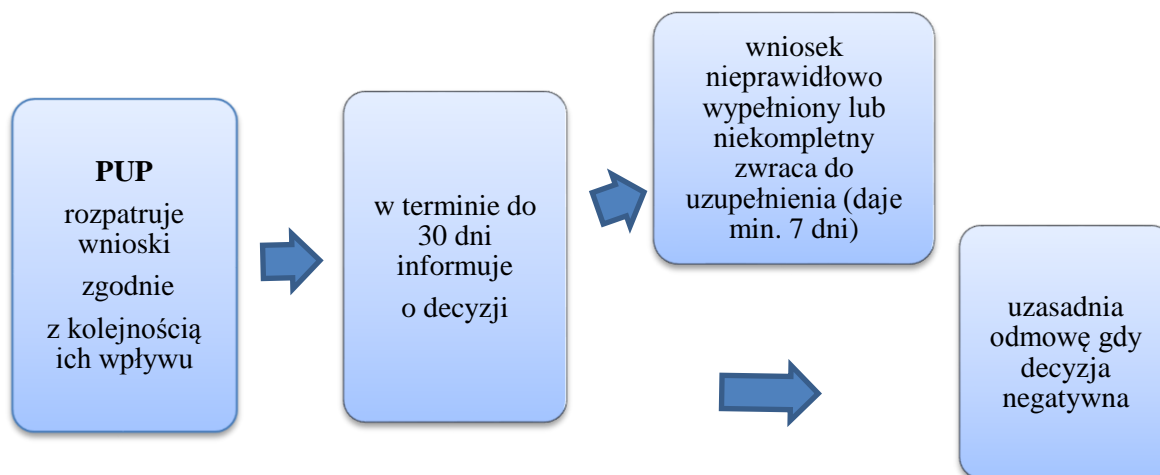 PUP
rozpatruje
wnioski
zgodnie
z kolejnością
ich wpływu
w terminie do
30 dni
informuje
o decyzji
wniosek
nieprawidłowo
wypełniony lub
niekompletny
zwraca do
uzupełnienia (daje
min. 7 dni)
uzasadnia
odmowę gdy
decyzja
negatywna